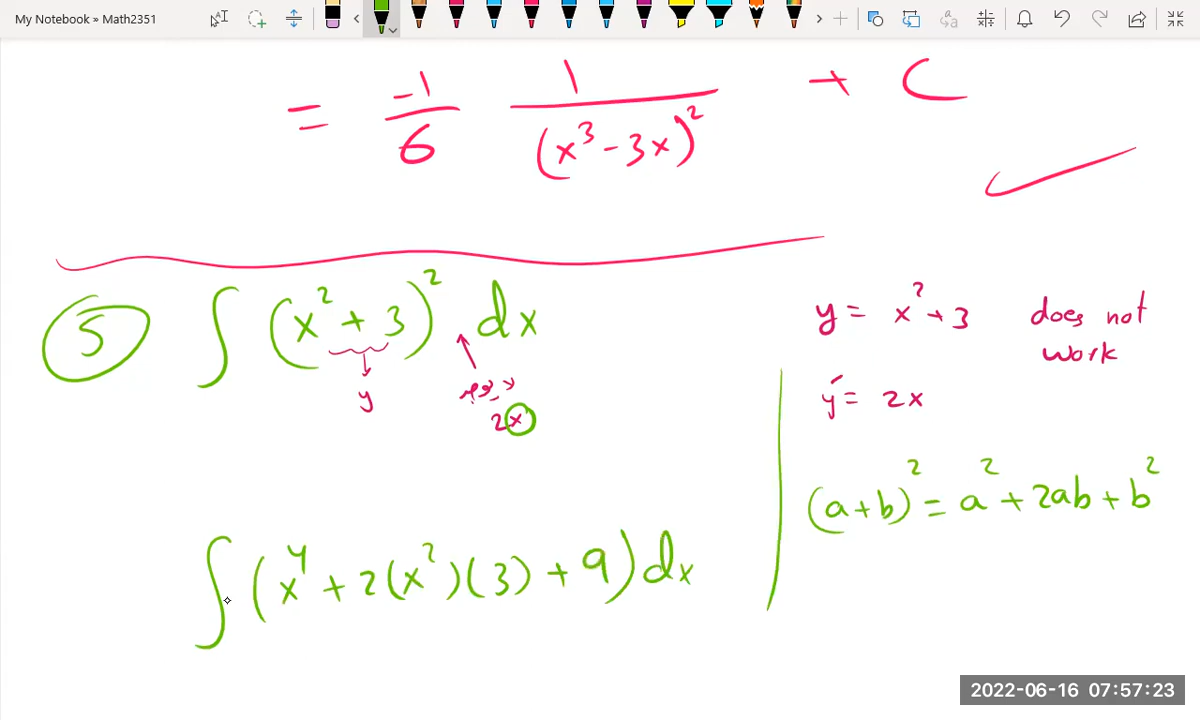 My Notebook » Math2351
= -1/6 1/(x³-3x)² + C
5 ∫ (x² + 3)² dx
y
2x
y = x² + 3 does not work
y' = 2x
(a+b)² = a² + 2ab + b²
∫ (x⁴ + 2(x²)(3) + 9) dx
2022-06-16 07:57:23